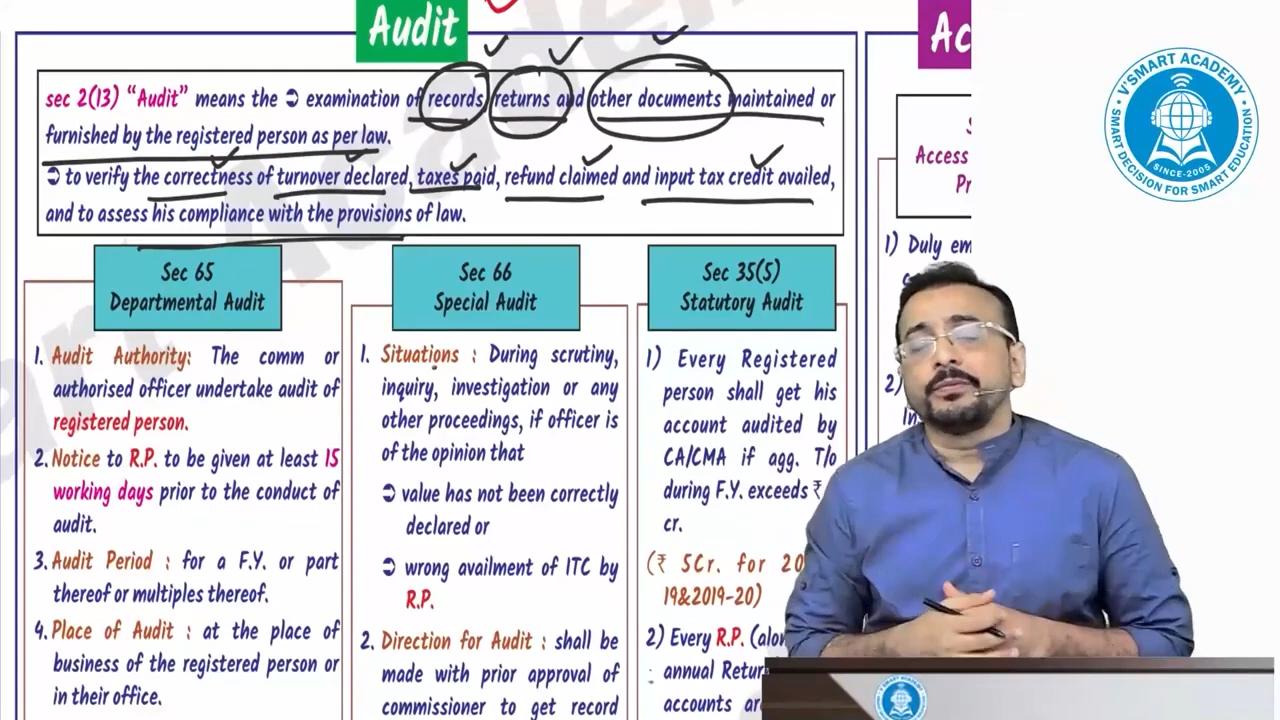 Audit
sec 2(13) "Audit" means the ➲ examination of records returns and other documents maintained or
furnished by the registered person as per law.
➲ to verify the correctness of turnover declared, taxes paid, refund claimed and input tax credit availed,
and to assess his compliance with the provisions of law.
Sec 65
Departmental Audit
1. Audit Authority: The comm or
authorised officer undertake audit of
registered person.
2. Notice to R.P. to be given at least 15
working days prior to the conduct of
audit.
3. Audit Period : for a F.Y. or part
thereof or multiples thereof.
4. Place of Audit : at the place of
business of the registered person or
in their office.
Sec 66
Special Audit
1. Situations : During scrutiny,
inquiry, investigation or any
other proceedings, if officer is
of the opinion that
➲ value has not been correctly
declared or
➲ wrong availment of ITC by
R.P.
2. Direction for Audit : shall be
made with prior approval of
commissioner to get record
Sec 35(5)
Statutory Audit
1) Every Registered
person shall get his
account audited by
CA/CMA if agg. T/o
during F.Y. exceeds ₹
cr.
(₹ 5Cr. for 20
19&2019-20)
2) Every R.P.
annual
accounts
Access
1) Duly
2)
VSMART ACADEMY
SINCE-2005
SMART DECISION FOR SMART EDUCATION